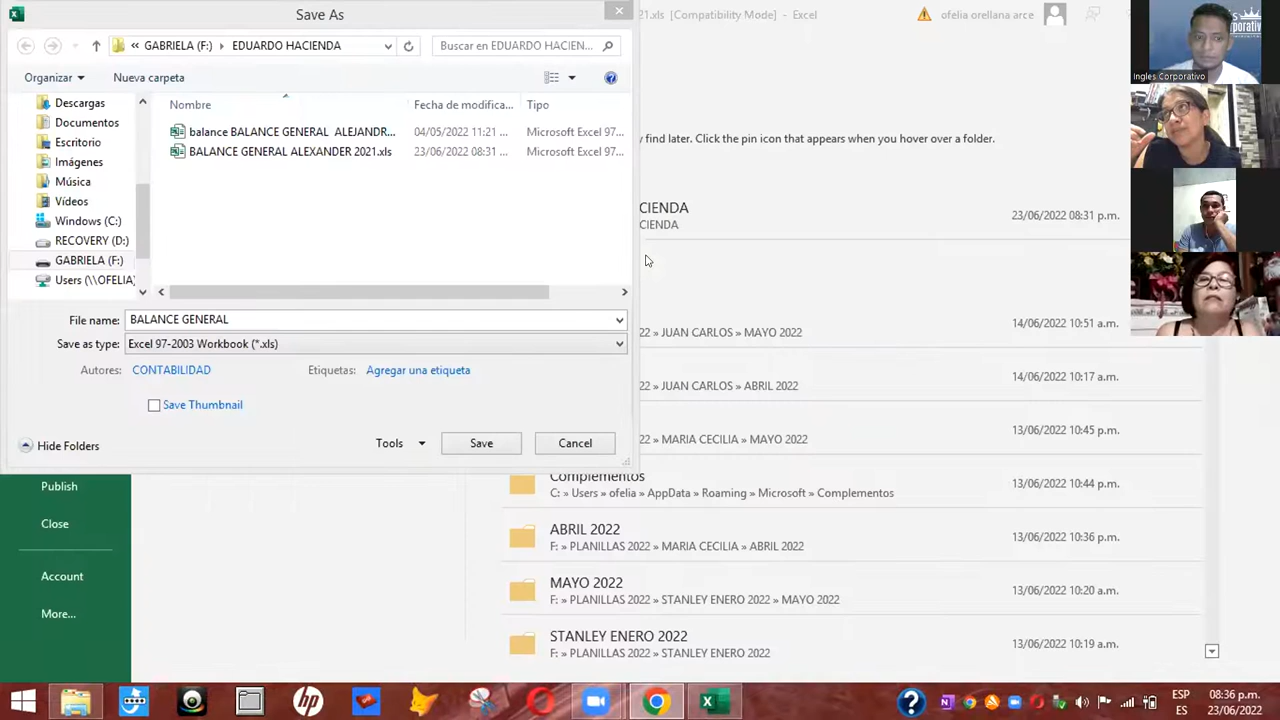 Save As
21.xls [Compatibility Mode] - Excel
ofelia orellana arce
« GABRIELA (F:) ▸ EDUARDO HACIENDA
Buscar en EDUARDO HACIEN...
Organizar
Nueva carpeta
Descargas
Documentos
Escritorio
Imágenes
Música
Vídeos
Windows (C:)
RECOVERY (D:)
GABRIELA (F:)
Users (\\OFELIA)
Nombre
Fecha de modifica...
Tipo
balance BALANCE GENERAL ALEJANDR...
04/05/2022 11:21 ...
Microsoft Excel 97...
BALANCE GENERAL ALEXANDER 2021.xls
23/06/2022 08:31 ...
Microsoft Excel 97...
File name:
BALANCE GENERAL
Save as type:
Excel 97-2003 Workbook (*.xls)
Autores:
CONTABILIDAD
Etiquetas:
Agregar una etiqueta
Save Thumbnail
Hide Folders
Tools
Save
Cancel
Publish
Close
Account
More...
y find later. Click the pin icon that appears when you hover over a folder.
CIENDA
CIENDA
23/06/2022 08:31 p.m.
22 » JUAN CARLOS » MAYO 2022
14/06/2022 10:51 a.m.
22 » JUAN CARLOS » ABRIL 2022
14/06/2022 10:17 a.m.
22 » MARIA CECILIA » MAYO 2022
13/06/2022 10:45 p.m.
Complementos
C: » Users » ofelia » AppData » Roaming » Microsoft » Complementos
13/06/2022 10:44 p.m.
ABRIL 2022
F: » PLANILLAS 2022 » MARIA CECILIA » ABRIL 2022
13/06/2022 10:36 p.m.
MAYO 2022
F: » PLANILLAS 2022 » STANLEY ENERO 2022 » MAYO 2022
13/06/2022 10:20 p.m.
STANLEY ENERO 2022
F: » PLANILLAS 2022 » STANLEY ENERO 2022
13/06/2022 10:19 p.m.
Ingles Corporativo
ESP
ES
08:36 p.m.
23/06/2022